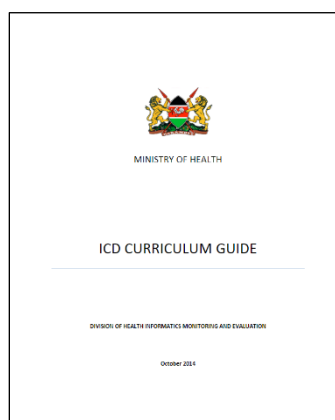 MINISTRY OF HEALTH
ICD CURRICULUM GUIDE
DIVISION OF HEALTH INFORMATICS MONITORING AND EVALUATION
October 2014